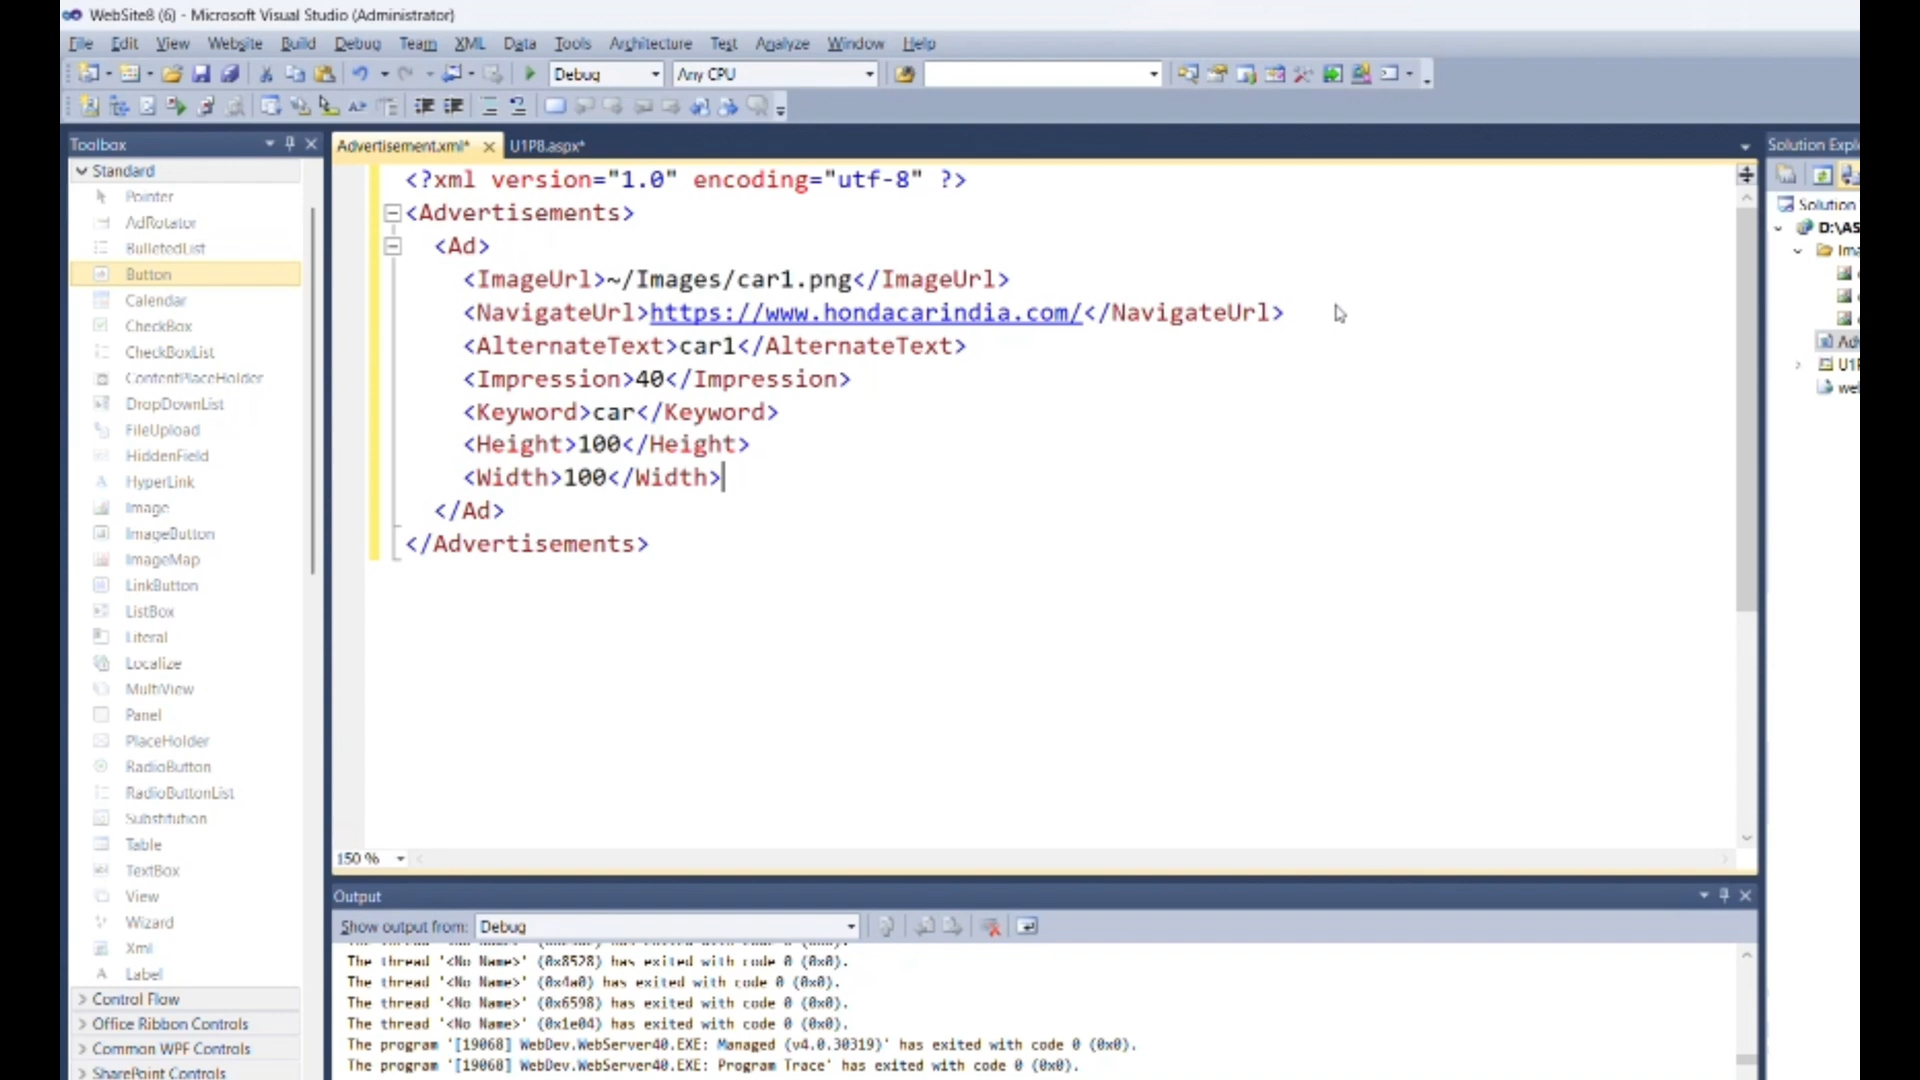 WebSite8 (6) - Microsoft Visual Studio (Administrator)
File Edit View Website Build Debug Team XML Data Tools Architecture Test Analyze Window Help
Debug Any CPU
Toolbox
Advertisement.xml* U1P8.aspx*
Solution Expl
Standard
Pointer
AdRotator
BulletedList
Button
Calendar
CheckBox
CheckBoxList
ContentPlaceHolder
DropDownList
FileUpload
HiddenField
HyperLink
Image
ImageButton
ImageMap
LinkButton
ListBox
Literal
Localize
MultiView
Panel
PlaceHolder
RadioButton
RadioButtonList
Substitution
Table
TextBox
View
Wizard
Xml
Label
Control Flow
Office Ribbon Controls
Common WPF Controls
SharePoint Controls
<?xml version="1.0" encoding="utf-8" ?>
<Advertisements>
<Ad>
<ImageUrl>~/Images/car1.png</ImageUrl>
<NavigateUrl>https://www.hondacarindia.com/</NavigateUrl>
<AlternateText>car1</AlternateText>
<Impression>40</Impression>
<Keyword>car</Keyword>
<Height>100</Height>
<Width>100</Width>
</Ad>
</Advertisements>
150 %
Output
Show output from: Debug
The thread '<No Name>' (0x8528) has exited with code 0 (0x0).
The thread '<No Name>' (0x4a0) has exited with code 0 (0x0).
The thread '<No Name>' (0x6598) has exited with code 0 (0x0).
The thread '<No Name>' (0x1e04) has exited with code 0 (0x0).
The program '[19068] WebDev.WebServer40.EXE: Managed (v4.0.30319)' has exited with code 0 (0x0).
The program '[19068] WebDev.WebServer40.EXE: Program Trace' has exited with code 0 (0x0).
Solution
D:\AS
Ima
Ad
U1P
we